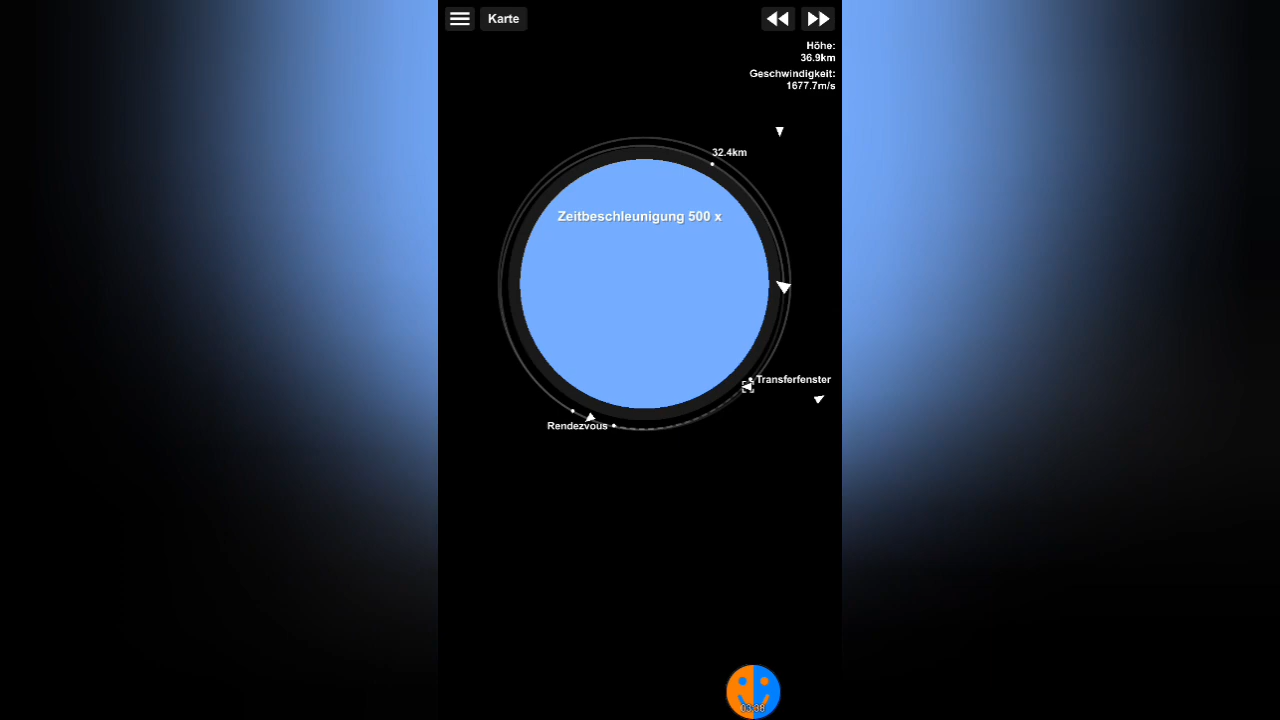 Karte
Höhe:
36.9km
Geschwindigkeit:
1677.7m/s
32.4km
Zeitbeschleunigung 500 x
Transferfenster
Rendezvous